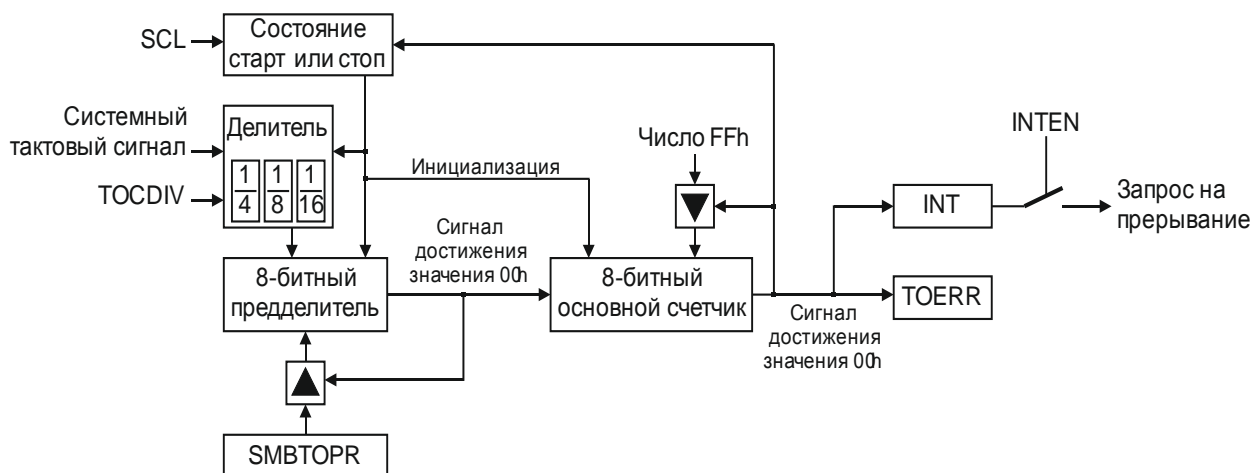 SCL
Состояние
старт или стоп
Системный
тактовый сигнал
TOCDIV
Делитель
1 1 1
4 8 16
Инициализация
Число FFh
INTEN
INT
Запрос на
прерывание
8-битный
предделитель
Сигнал
достижения
значения 00h
8-битный
основной счетчик
TOERR
Сигнал
достижения
значения 00h
SMBTOPR